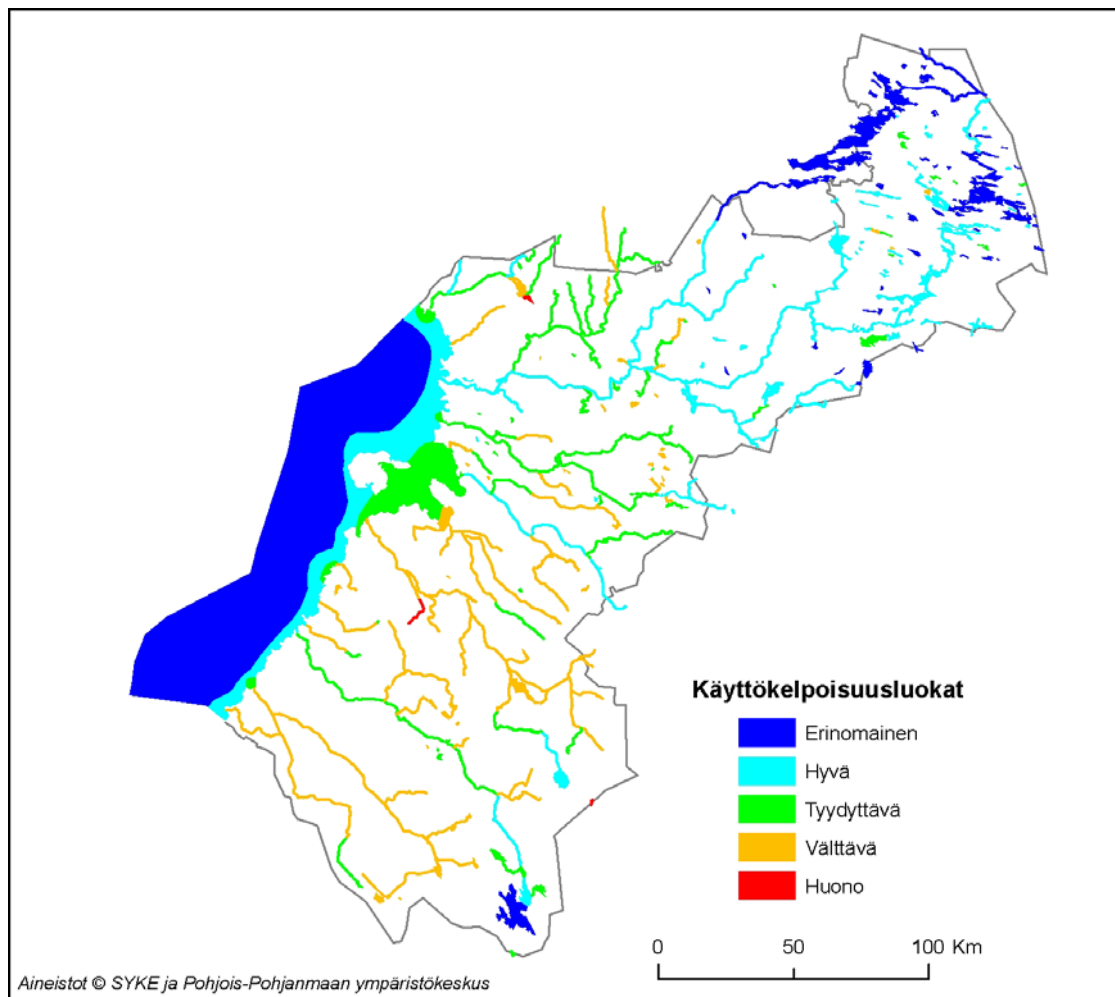 Käyttökelpoisuusluokat
Erinomainen
Hyvä
Tyydyttävä
Välttävä
Huono
0 50 100 Km
Aineistot © SYKE ja Pohjois-Pohjanmaan ympäristökeskus